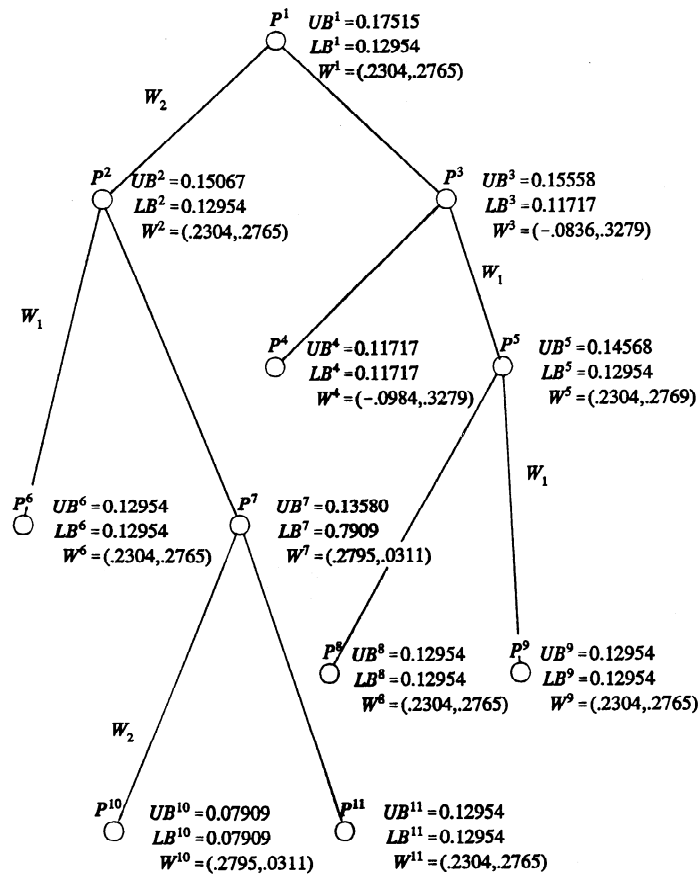 P¹ UB¹=0.17515
LB¹=0.12954
W¹=(.2304,.2765)
W₂
P² UB²=0.15067
LB²=0.12954
W²=(.2304,.2765)
P³ UB³=0.15558
LB³=0.11717
W³=(-.0836,.3279)
W₁
W₁
P⁴ UB⁴=0.11717
LB⁴=0.11717
W⁴=(-.0984,.3279)
P⁵ UB⁵=0.14568
LB⁵=0.12954
W⁵=(.2304,.2769)
W₁
P⁶ UB⁶=0.12954
LB⁶=0.12954
W⁶=(.2304,.2765)
P⁷ UB⁷=0.13580
LB⁷=0.7909
W⁷=(.2795,.0311)
P⁸ UB⁸=0.12954
LB⁸=0.12954
W⁸=(.2304,.2765)
P⁹ UB⁹=0.12954
LB⁹=0.12954
W⁹=(.2304,.2765)
W₂
P¹⁰ UB¹⁰=0.07909
LB¹⁰=0.07909
W¹⁰=(.2795,.0311)
P¹¹ UB¹¹=0.12954
LB¹¹=0.12954
W¹¹=(.2304,.2765)